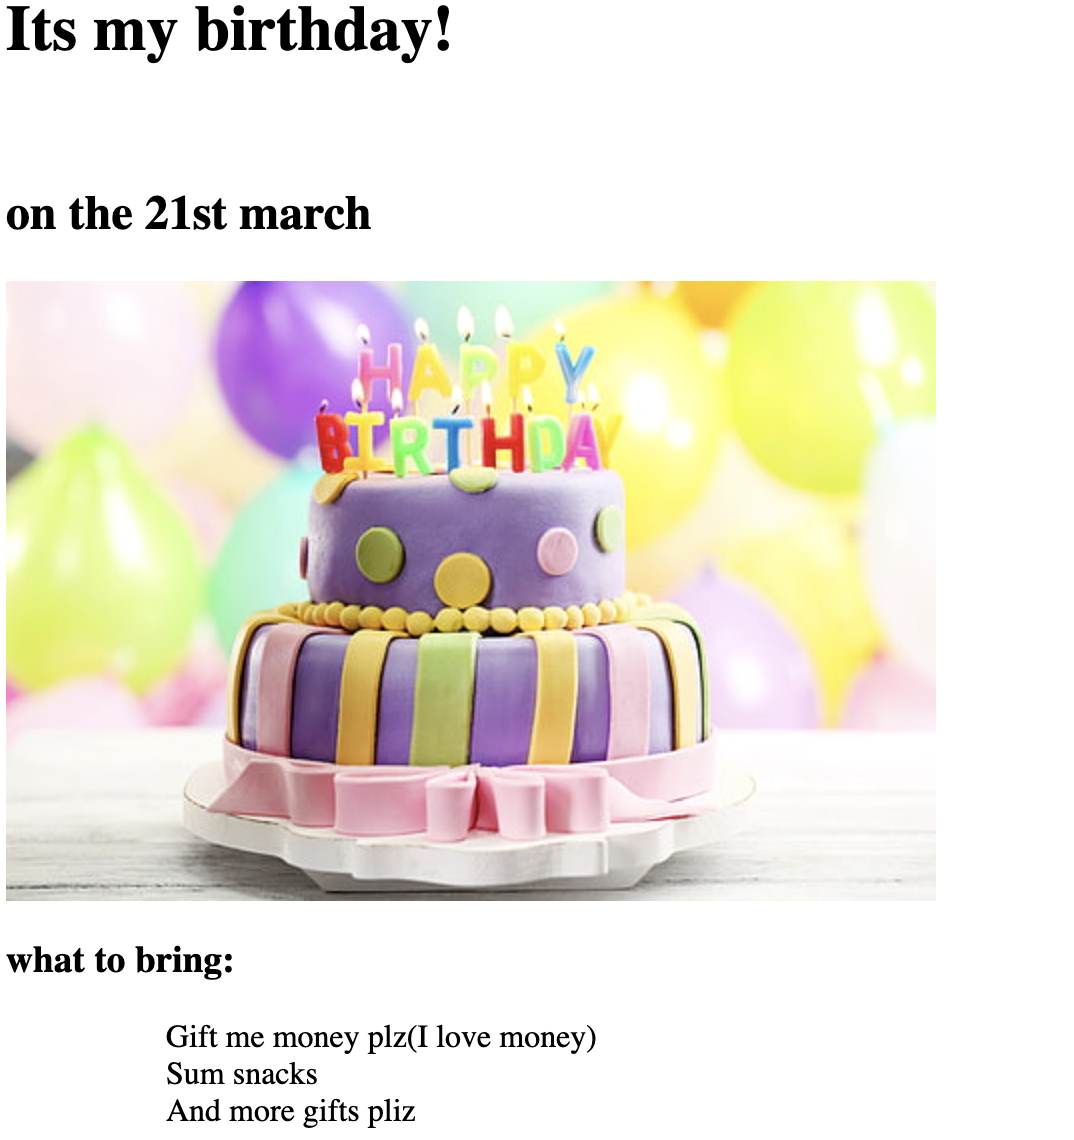 Its my birthday!
on the 21st march
HAPPY
BIRTHDAY
what to bring:
Gift me money plz(I love money)
Sum snacks
And more gifts pliz